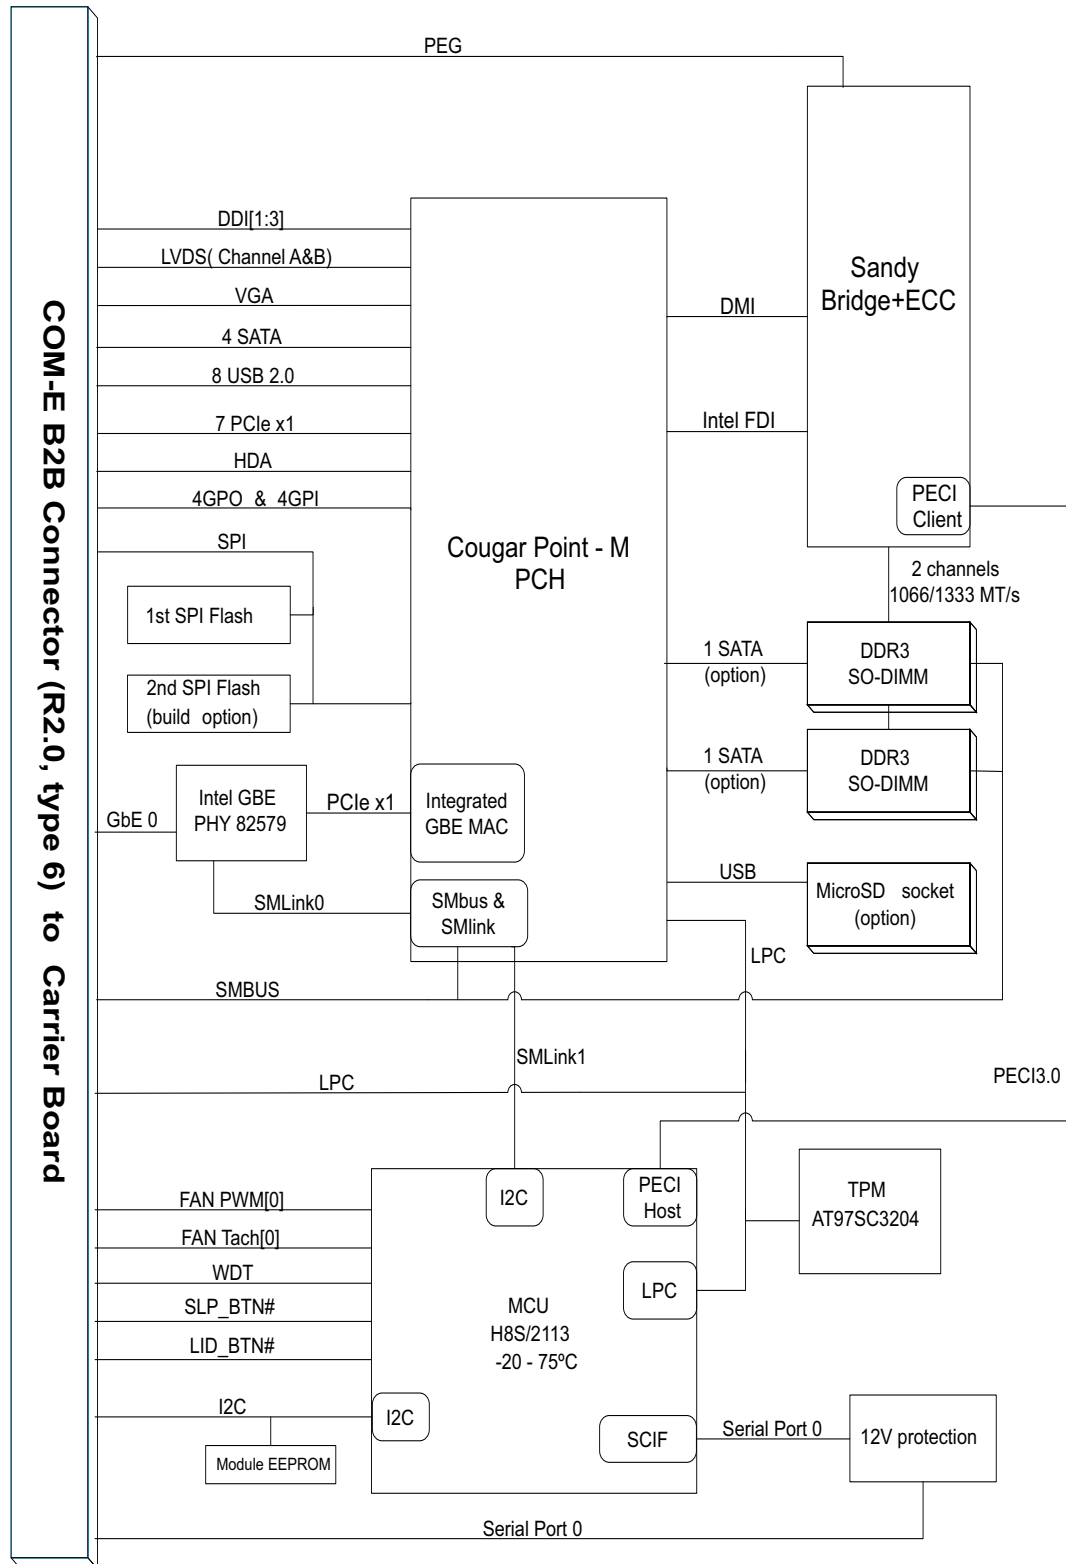 COM-E B2B Connector (R2.0, type 6) to Carrier Board
PEG
Sandy
Bridge+ECC
PECI
Client
DDI[1:3]
LVDS( Channel A&B)
VGA
4 SATA
8 USB 2.0
7 PCIe x1
HDA
4GPO & 4GPI
SPI
1st SPI Flash
2nd SPI Flash
(build option)
Cougar Point - M
PCH
DMI
Intel FDI
2 channels
1066/1333 MT/s
1 SATA
(option)
DDR3
SO-DIMM
1 SATA
(option)
DDR3
SO-DIMM
GbE 0
Intel GBE
PHY 82579
PCIe x1
Integrated
GBE MAC
SMLink0
SMbus &
SMlink
USB
MicroSD socket
(option)
LPC
SMBUS
SMLink1
LPC
PECI3.0
FAN PWM[0]
FAN Tach[0]
WDT
SLP_BTN#
LID_BTN#
I2C
PECI
Host
TPM
AT97SC3204
LPC
MCU
H8S/2113
-20 - 75ºC
I2C
I2C
Module EEPROM
SCIF
Serial Port 0
12V protection
Serial Port 0